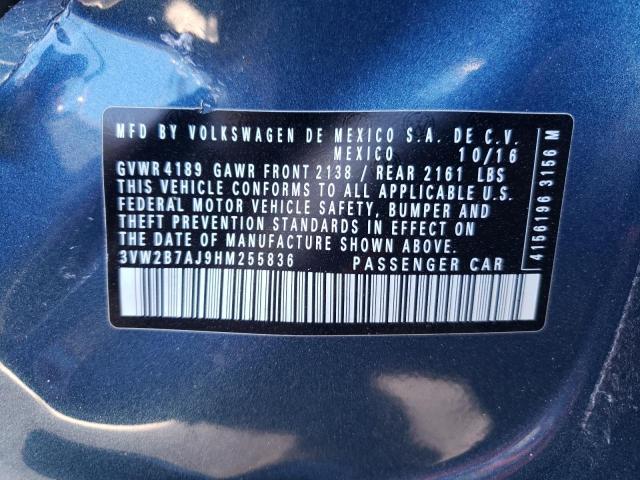 MFD BY VOLKSWAGEN DE MEXICO S.A. DE C.V.
MEXICO 10/16
GVWR 4189 GAWR FRONT 2138 / REAR 2161 LBS
THIS VEHICLE CONFORMS TO ALL APPLICABLE U.S.
FEDERAL MOTOR VEHICLE SAFETY, BUMPER AND
THEFT PREVENTION STANDARDS IN EFFECT ON
THE DATE OF MANUFACTURE SHOWN ABOVE.
3VW2B7AJ9HM255836 PASSENGER CAR
4156196 3156 M